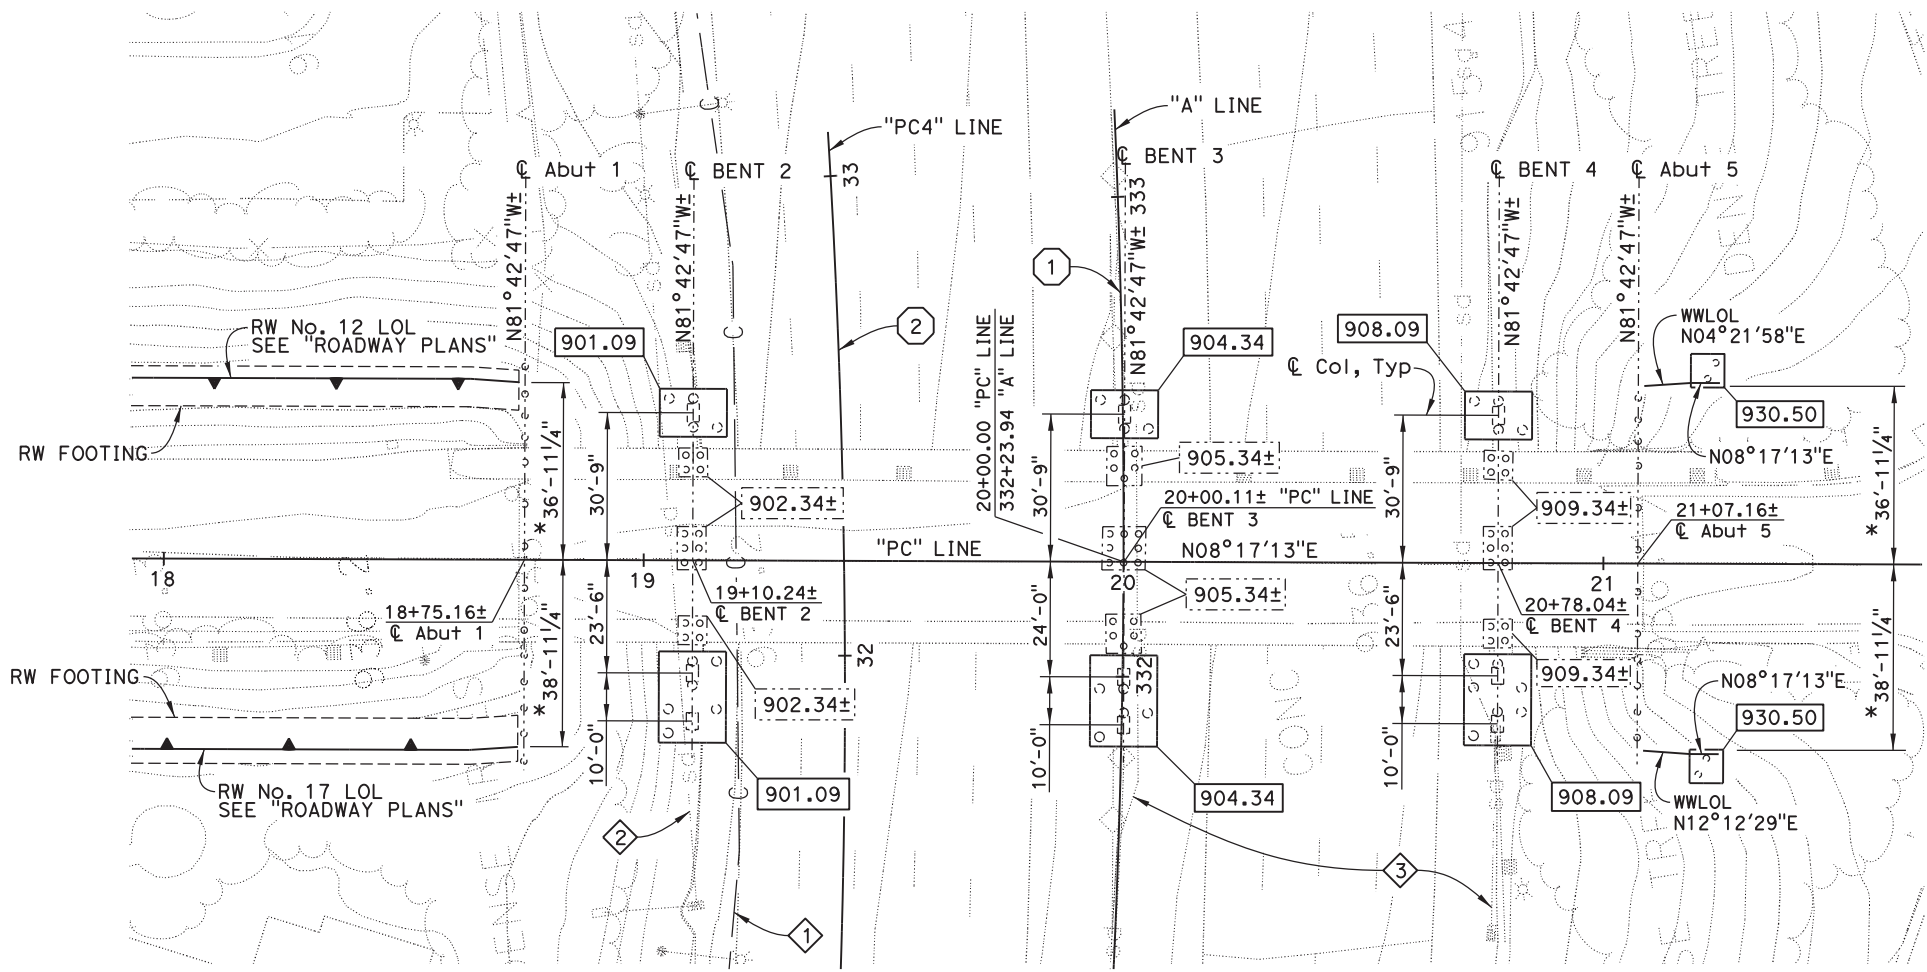 "A" LINE
"PC4" LINE
℄ Abut 1
℄ BENT 2
33
℄ BENT 3
℄ BENT 4
℄ Abut 5
N81°42'47"W±
N81°42'47"W±
N81°42'47"W± 333
N81°42'47"W±
N81°42'47"W±
1
2
RW No. 12 LOL
SEE "ROADWAY PLANS"
901.09
904.34
908.09
WWLOL
N04°21'58"E
℄ Col, Typ
930.50
RW FOOTING
N08°17'13"E
*36'-11 1/4"
30'-9"
20+00.00 "PC" LINE
332+23.94 "A" LINE
30'-9"
30'-9"
*36'-11 1/4"
902.34±
905.34±
909.34±
20+00.11± "PC" LINE
℄ BENT 3
21+07.16±
℄ Abut 5
"PC" LINE
N08°17'13"E
18
19
20
21
18+75.16±
℄ Abut 1
19+10.24±
℄ BENT 2
905.34±
20+78.04±
℄ BENT 4
*38'-11 1/4"
23'-6"
24'-0"
23'-6"
*38'-11 1/4"
32
332
RW FOOTING
902.34±
909.34±
N08°17'13"E
930.50
10'-0"
10'-0"
10'-0"
RW No. 17 LOL
SEE "ROADWAY PLANS"
901.09
904.34
908.09
WWLOL
N12°12'29"E
2
3
1
CONC
C
C
C
C